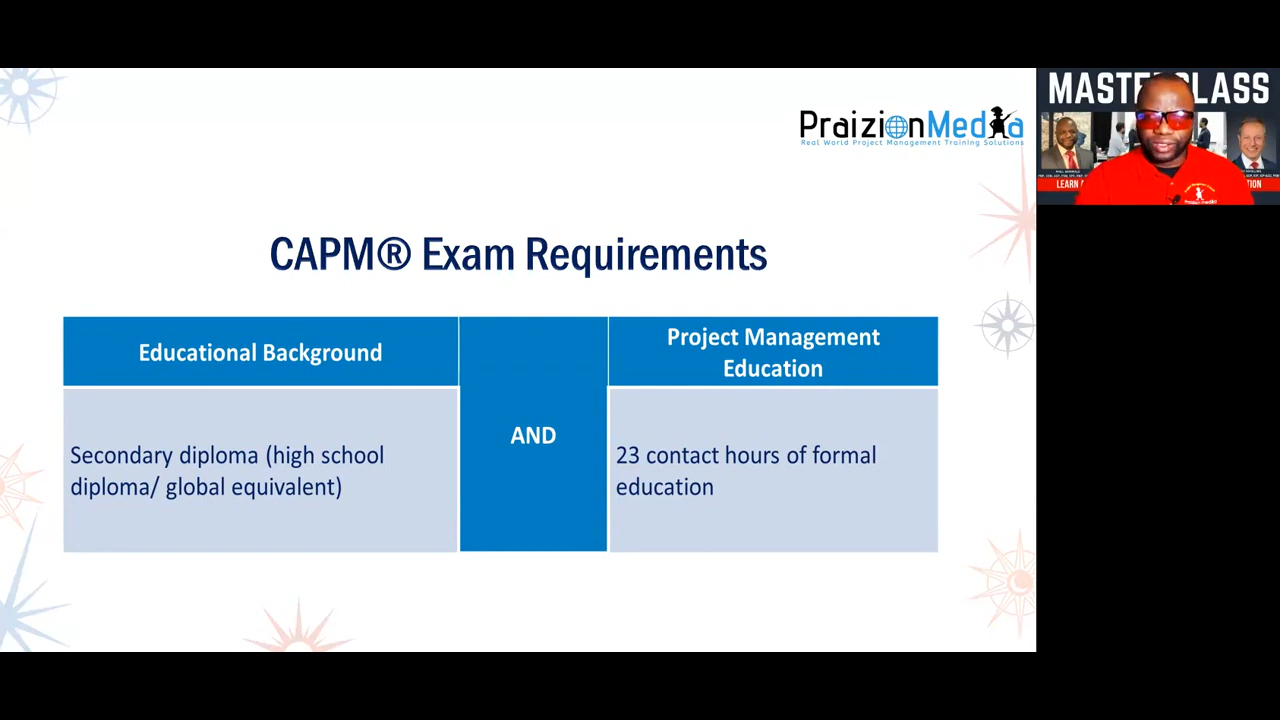 PraizionMedia
Real World Project Management Training Solutions
CAPM® Exam Requirements
Educational Background
AND
Project Management
Education
Secondary diploma (high school
diploma/ global equivalent)
23 contact hours of formal
education
LEARN